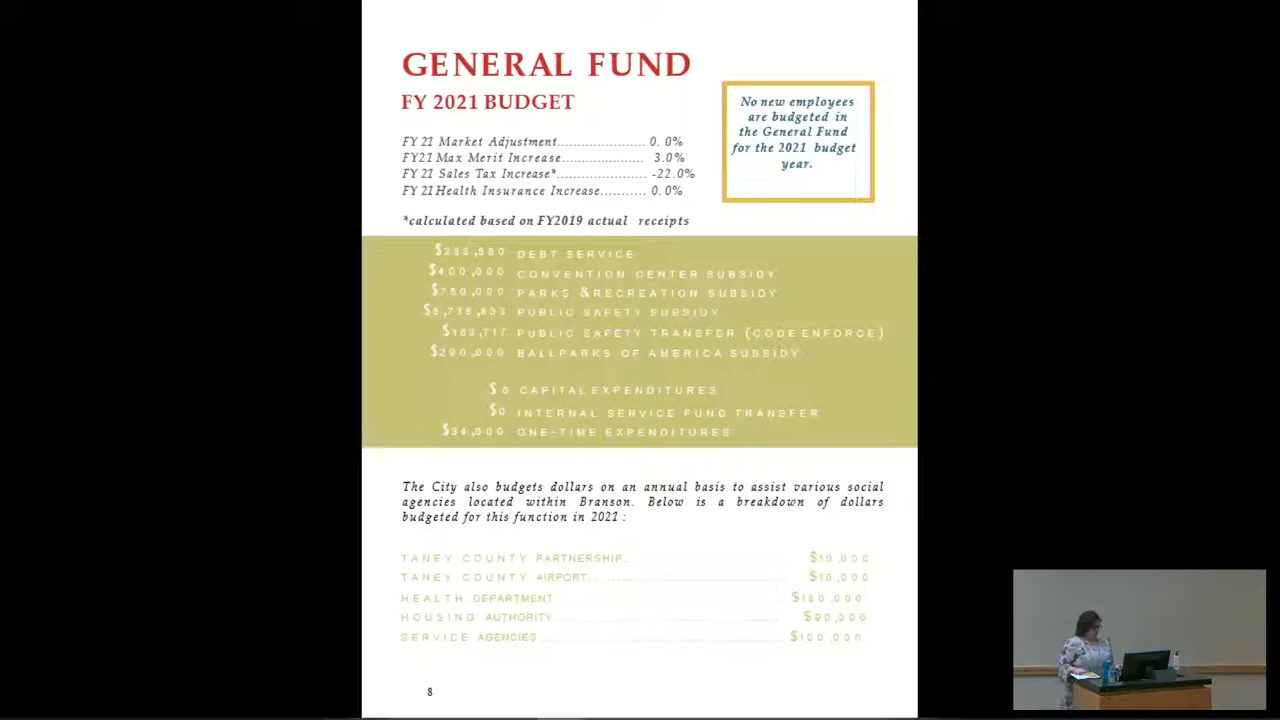 GENERAL FUND
FY 2021 BUDGET
No new employees
are budgeted in
the General Fund
for the 2021 budget
year.
FY 21 Market Adjustment..................... 0. 0%
FY21 Max Merit Increase.................... 3.0%
FY 21 Sales Tax Increase*...................... -22.0%
FY 21 Health Insurance Increase........... 0.0%
*calculated based on FY2019 actual receipts
DEBT SERVICE
$400,000 CONVENTION CENTER SUBSIDY
PARKS & RECREATION SUBSIDY
PUBLIC SAFETY SUBSIDY
PUBLIC SAFETY TRANSFER (CODE ENFORCE)
$200,000 BALLPARKS OF AMERICA SUBSIDY
$0 CAPITAL EXPENDITURES
$0 INTERNAL SERVICE FUND TRANSFER
$34,000 ONE-TIME EXPENDITURES
The City also budgets dollars on an annual basis to assist various social
agencies located within Branson. Below is a breakdown of dollars
budgeted for this function in 2021 :
TANEY COUNTY PARTNERSHIP $10,000
TANEY COUNTY AIRPORT $10,000
HEALTH DEPARTMENT
HOUSING AUTHORITY $90,000
SERVICE AGENCIES $100,000
8